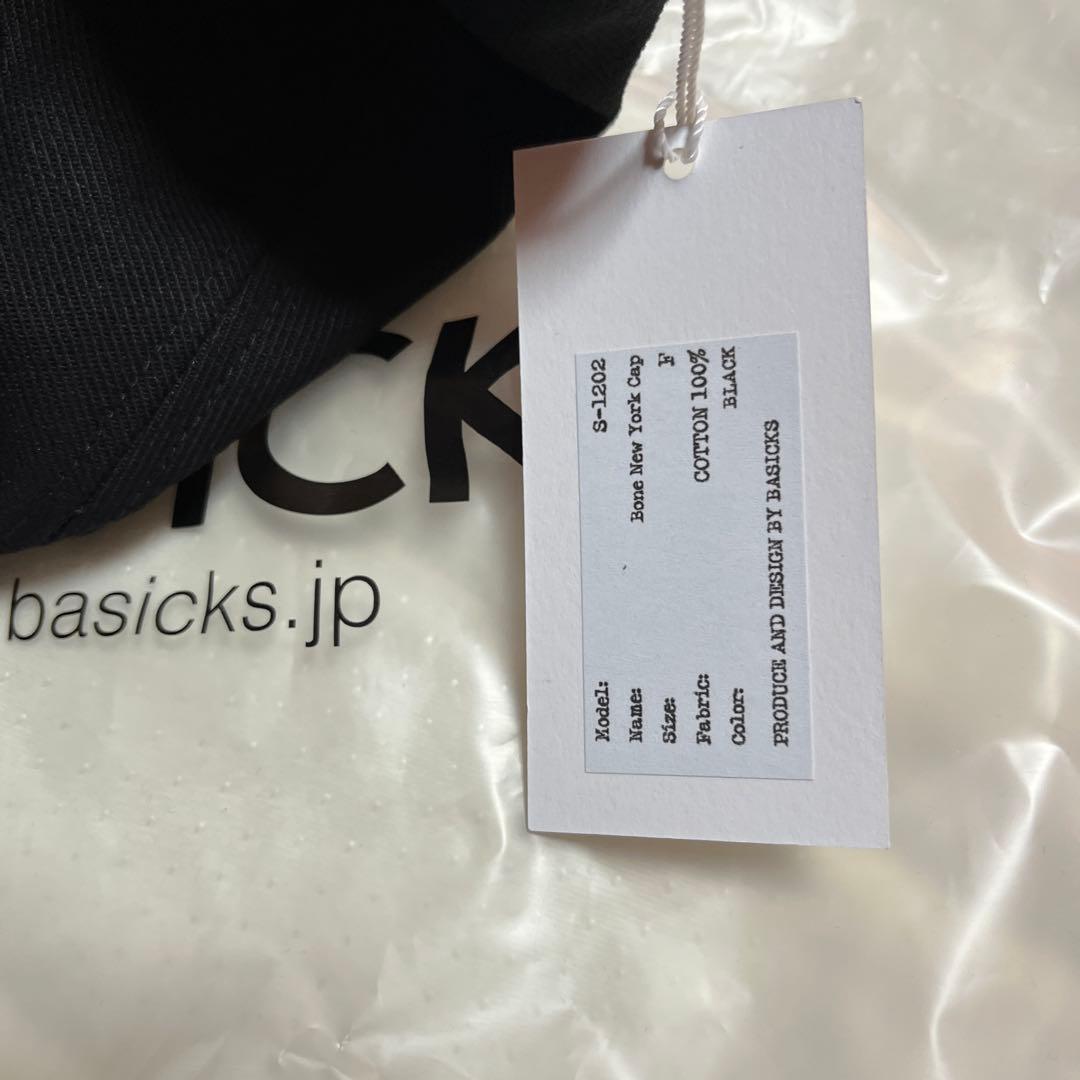 ICK
basicks.jp
Model: S-1202
Name: Bone New York Cap
Size: F
Fabric: COTTON 100%
Color: BLACK
PRODUCE AND DESIGN BY BASICKS